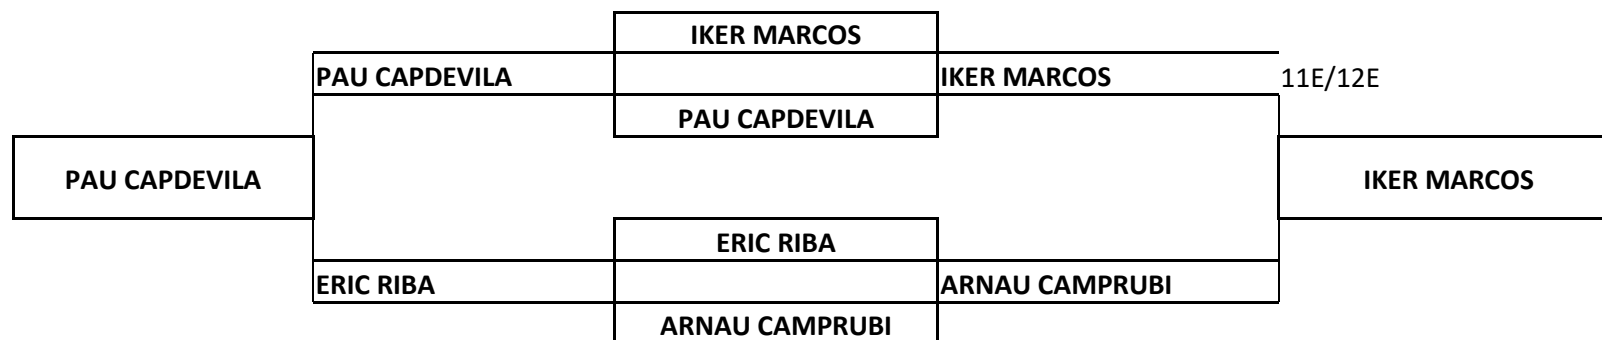 IKER MARCOS
PAU CAPDEVILA
IKER MARCOS
11E/12E
PAU CAPDEVILA
PAU CAPDEVILA
IKER MARCOS
ERIC RIBA
ERIC RIBA
ARNAU CAMPRUBI
ARNAU CAMPRUBI